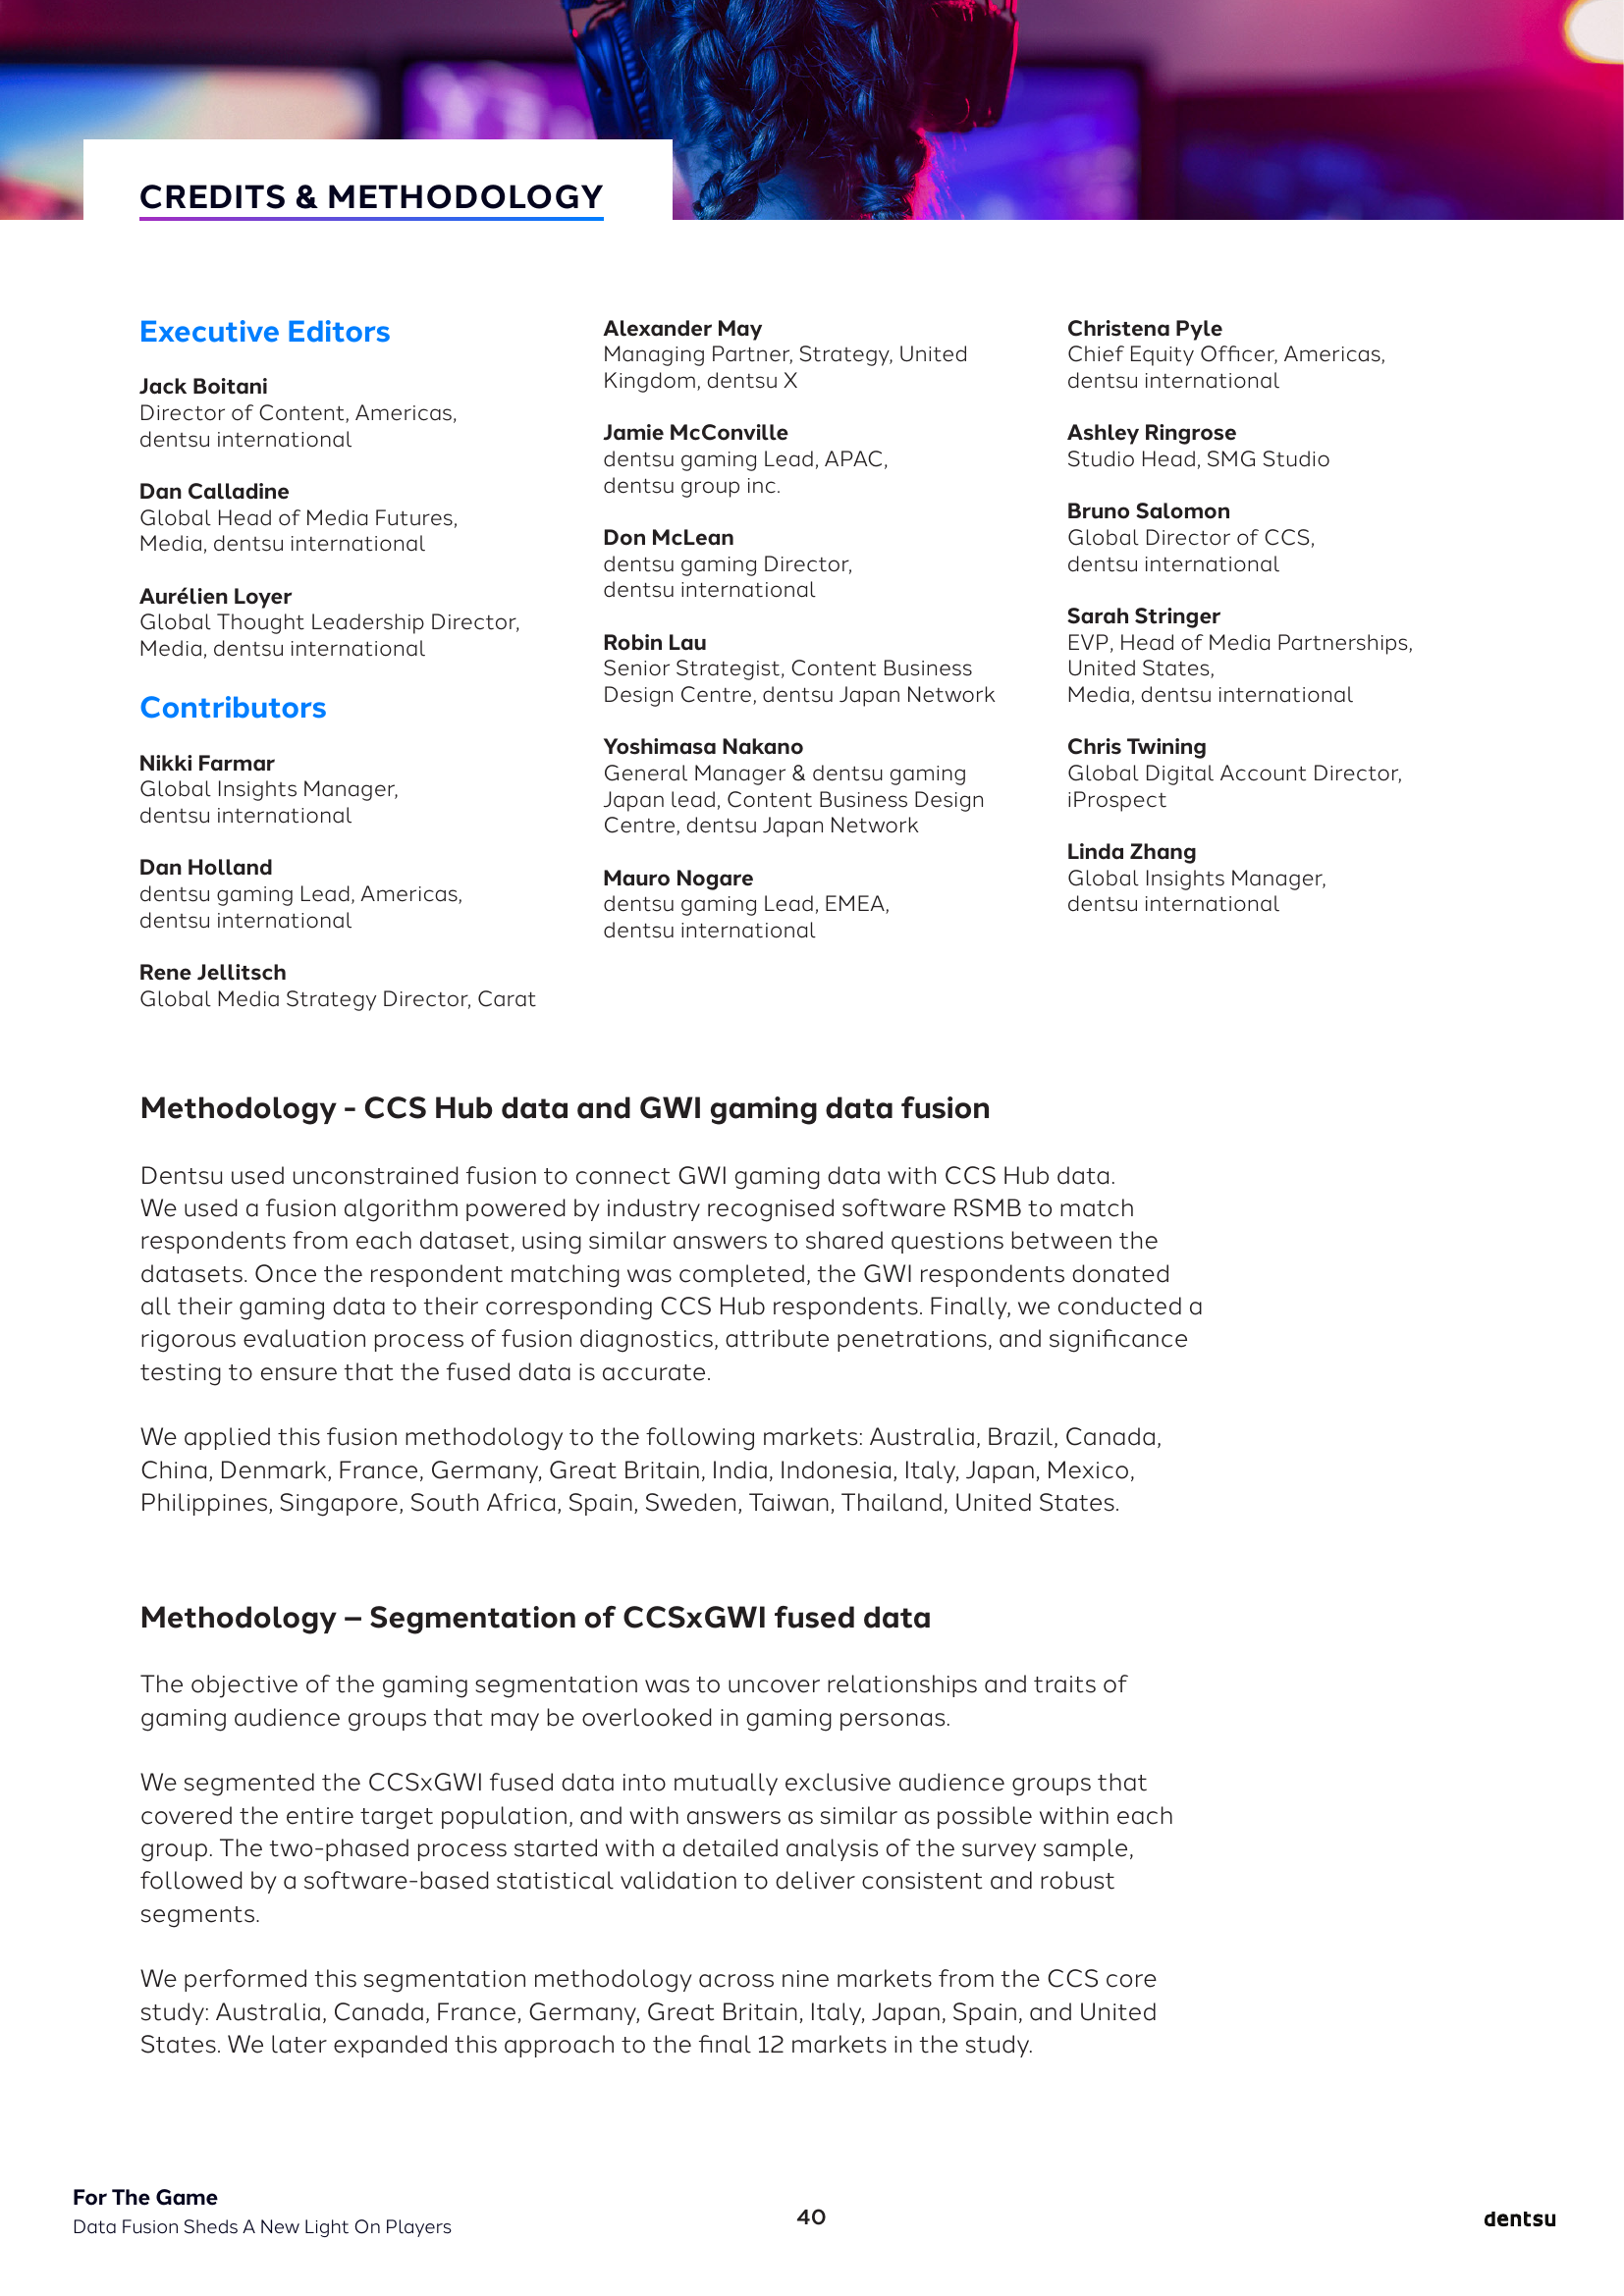 CREDITS & METHODOLOGY
Executive Editors
Jack Boitani
Director of Content, Americas,
dentsu international
Dan Calladine
Global Head of Media Futures,
Media, dentsu international
Aurélien Loyer
Global Thought Leadership Director,
Media, dentsu international
Contributors
Nikki Farmar
Global Insights Manager,
dentsu international
Dan Holland
dentsu gaming Lead, Americas,
dentsu international
Rene Jellitsch
Global Media Strategy Director, Carat
Alexander May
Managing Partner, Strategy, United
Kingdom, dentsu X
Jamie McConville
dentsu gaming Lead, APAC,
dentsu group inc.
Don McLean
dentsu gaming Director,
dentsu international
Robin Lau
Senior Strategist, Content Business
Design Centre, dentsu Japan Network
Yoshimasa Nakano
General Manager & dentsu gaming
Japan lead, Content Business Design
Centre, dentsu Japan Network
Mauro Nogare
dentsu gaming Lead, EMEA,
dentsu international
Christena Pyle
Chief Equity Officer, Americas,
dentsu international
Ashley Ringrose
Studio Head, SMG Studio
Bruno Salomon
Global Director of CCS,
dentsu international
Sarah Stringer
EVP, Head of Media Partnerships,
United States,
Media, dentsu international
Chris Twining
Global Digital Account Director,
iProspect
Linda Zhang
Global Insights Manager,
dentsu international
Methodology - CCS Hub data and GWI gaming data fusion
Dentsu used unconstrained fusion to connect GWI gaming data with CCS Hub data.
We used a fusion algorithm powered by industry recognised software RSMB to match
respondents from each dataset, using similar answers to shared questions between the
datasets. Once the respondent matching was completed, the GWI respondents donated
all their gaming data to their corresponding CCS Hub respondents. Finally, we conducted a
rigorous evaluation process of fusion diagnostics, attribute penetrations, and significance
testing to ensure that the fused data is accurate.
We applied this fusion methodology to the following markets: Australia, Brazil, Canada,
China, Denmark, France, Germany, Great Britain, India, Indonesia, Italy, Japan, Mexico,
Philippines, Singapore, South Africa, Spain, Sweden, Taiwan, Thailand, United States.
Methodology – Segmentation of CCSxGWI fused data
The objective of the gaming segmentation was to uncover relationships and traits of
gaming audience groups that may be overlooked in gaming personas.
We segmented the CCSxGWI fused data into mutually exclusive audience groups that
covered the entire target population, and with answers as similar as possible within each
group. The two-phased process started with a detailed analysis of the survey sample,
followed by a software-based statistical validation to deliver consistent and robust
segments.
We performed this segmentation methodology across nine markets from the CCS core
study: Australia, Canada, France, Germany, Great Britain, Italy, Japan, Spain, and United
States. We later expanded this approach to the final 12 markets in the study.
For The Game
Data Fusion Sheds A New Light On Players
40
dentsu